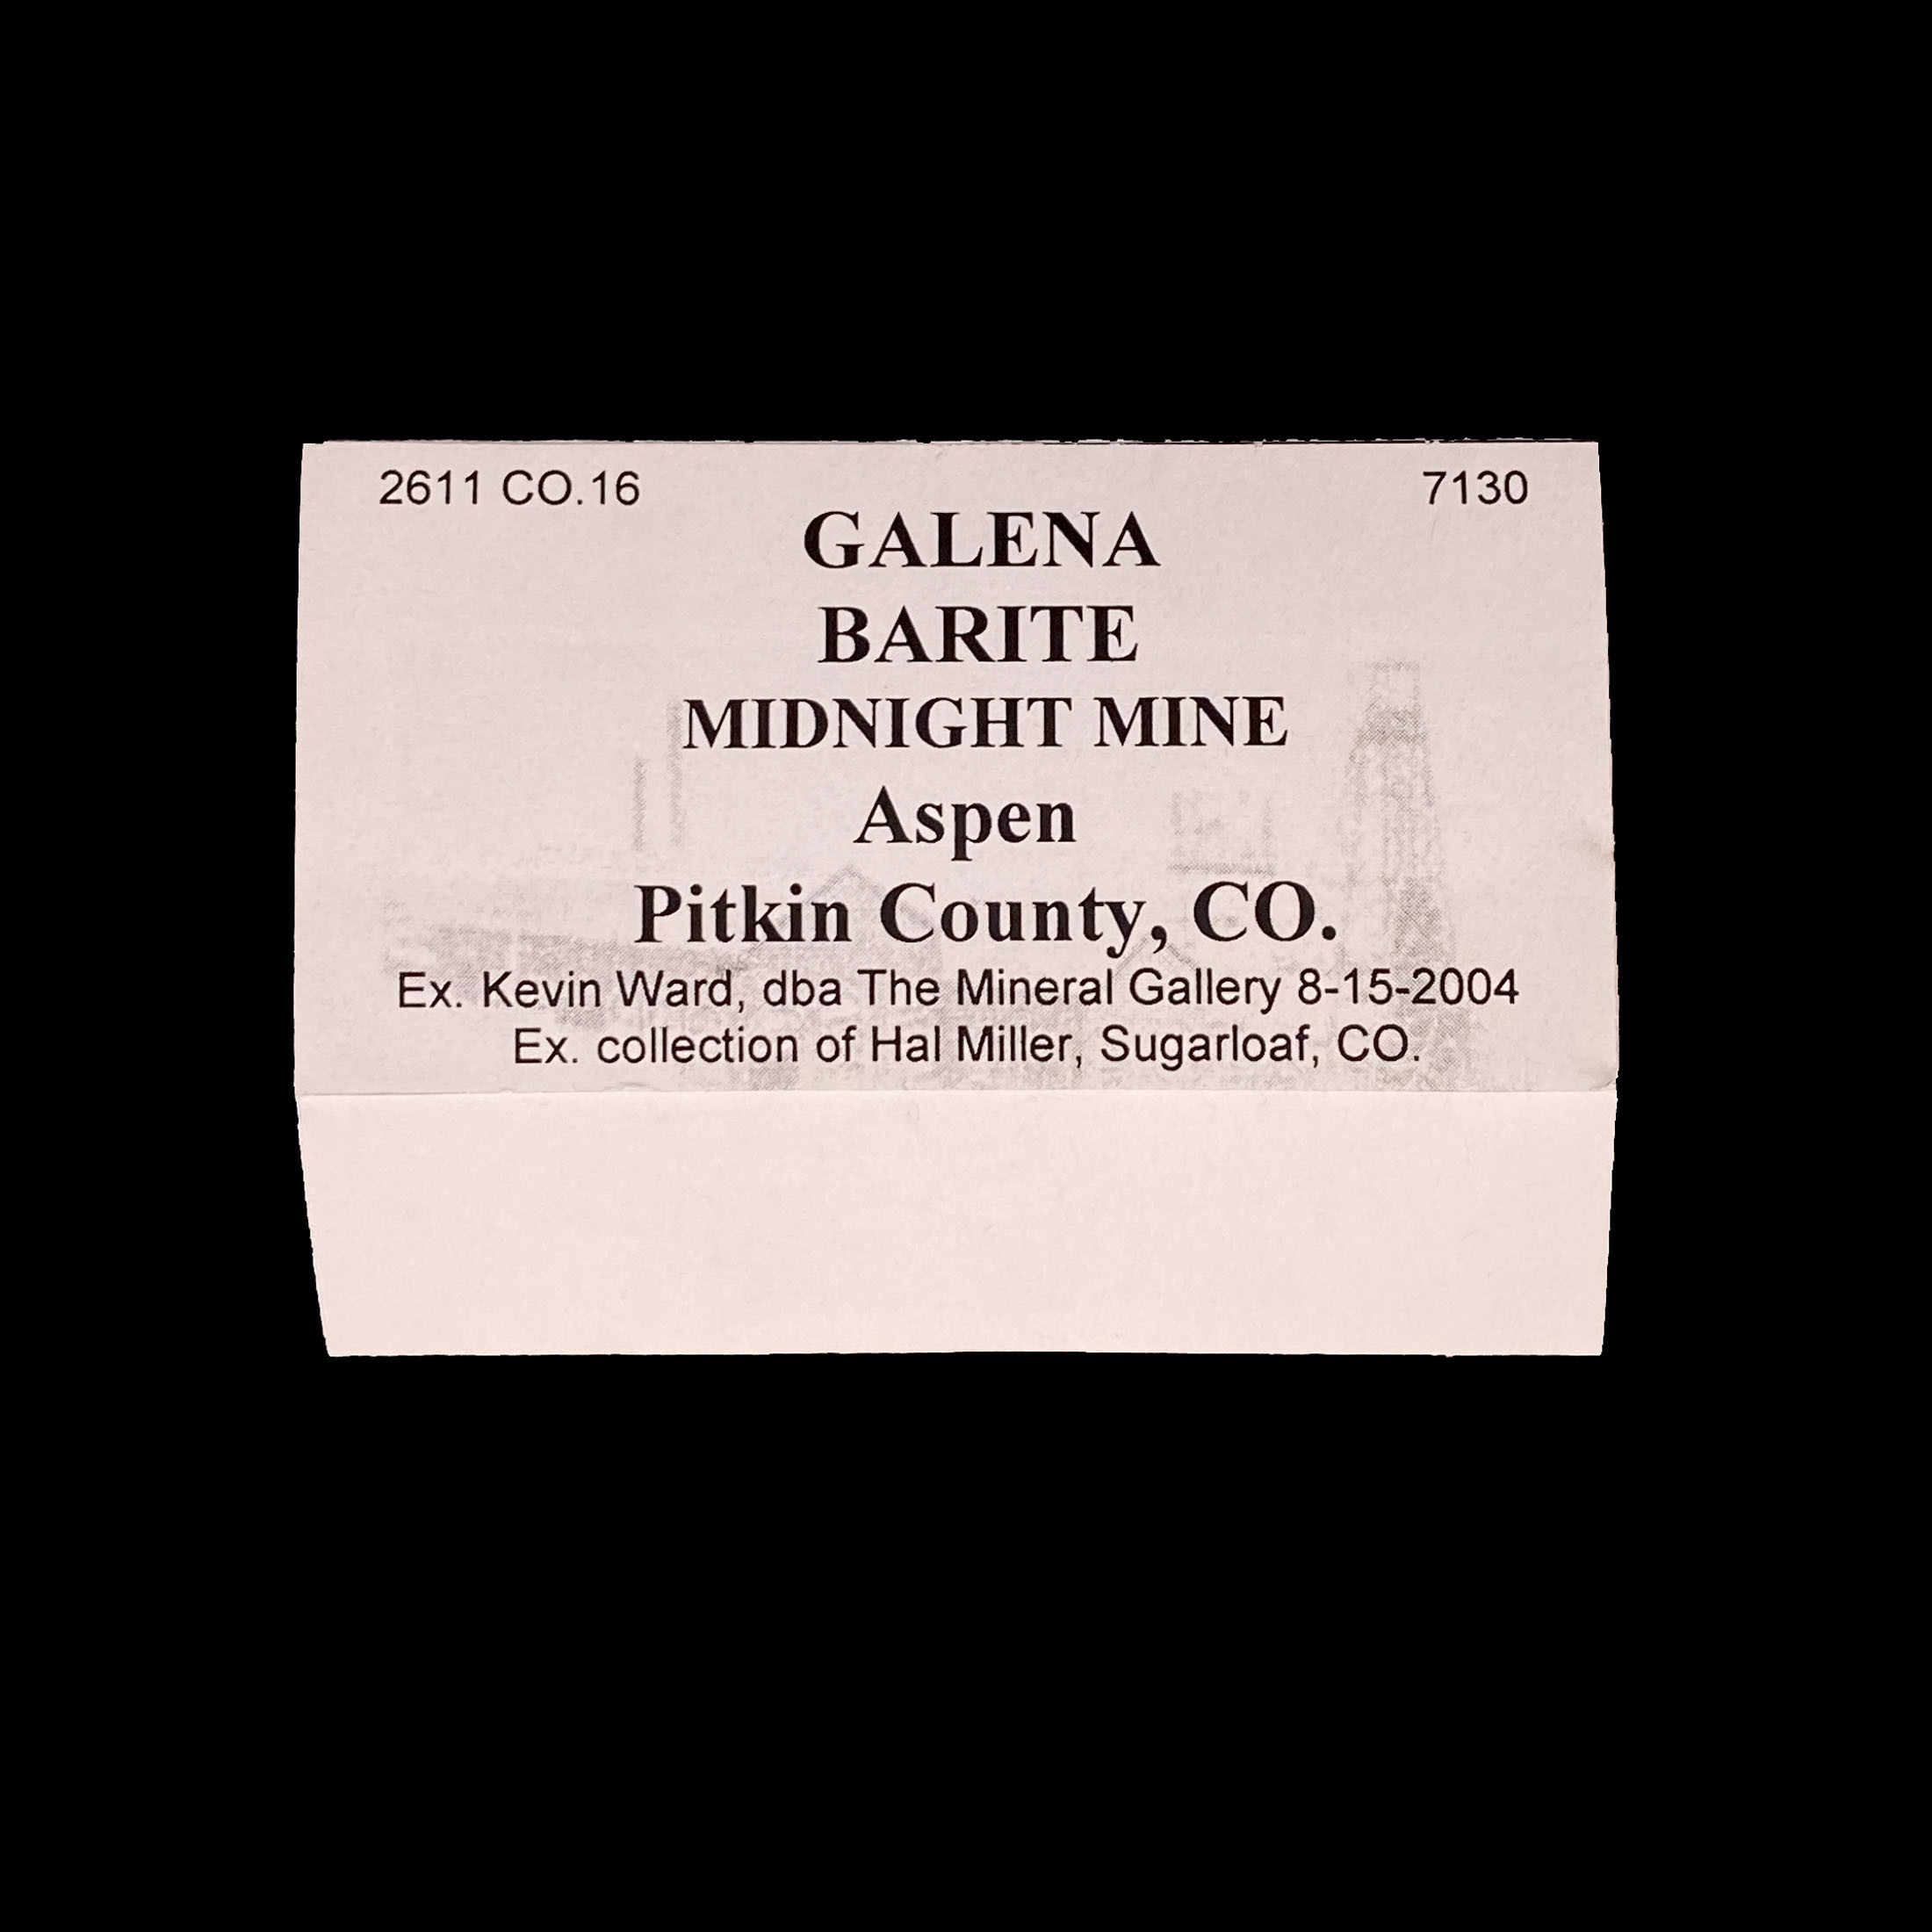 2611 CO.16 7130
GALENA
BARITE
MIDNIGHT MINE
Aspen
Pitkin County, CO.
Ex. Kevin Ward, dba The Mineral Gallery 8-15-2004
Ex. collection of Hal Miller, Sugarloaf, CO.